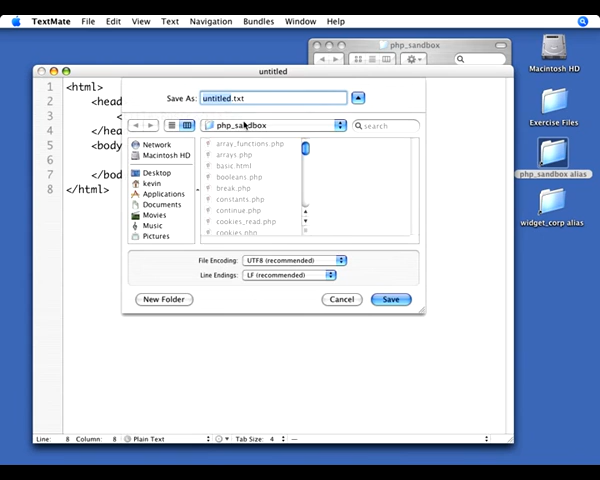 TextMate File Edit View Text Navigation Bundles Window Help
php_sandbox
Macintosh HD
untitled
1 <html>
2 <head
3 <
4 </head
5 <body
6
7 </body
8 </html>
Save As: untitled.txt
php_sandbox
search
Network
Macintosh HD
Desktop
kevin
Applications
Documents
Movies
Music
Pictures
array_functions.php
arrays.php
basic.html
booleans.php
break.php
constants.php
continue.php
cookies_read.php
cookies.php
File Encoding: UTF8 (recommended)
Line Endings: LF (recommended)
New Folder Cancel Save
Exercise Files
php_sandbox alias
widget_corp alias
Line: 8 Column: 8 Plain Text Tab Size: 4 —